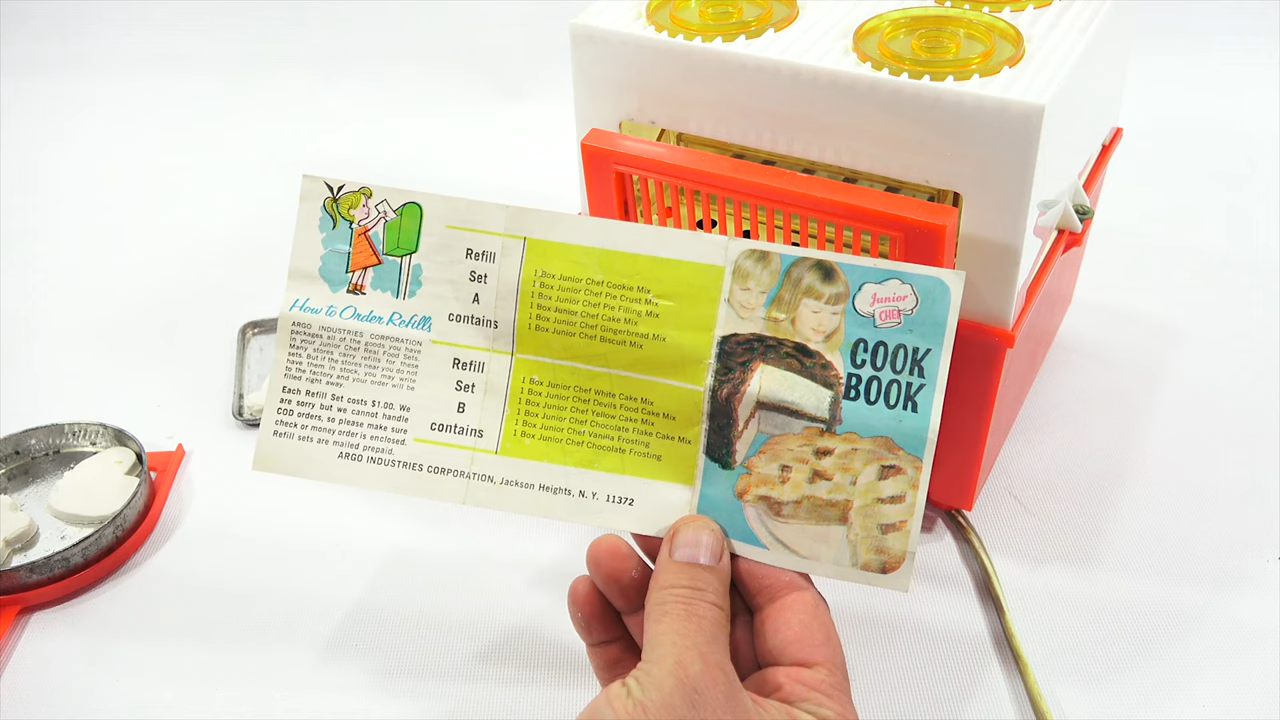 How to Order Refills
ARGO INDUSTRIES CORPORATION
packages all of the goods you have
in your Junior Chef Real Food Sets.
Many stores carry refills for these
sets. But if the stores near you do not
have them in stock, you may write
to the factory and your order will be
filled right away.
Each Refill Set costs $1.00. We
are sorry but we cannot handle
COD orders, so please make sure
check or money order is enclosed.
Refill sets are mailed prepaid.
ARGO INDUSTRIES CORPORATION, Jackson Heights, N. Y. 11372
Refill
Set
A
contains
1 Box Junior Chef Cookie Mix
1 Box Junior Chef Pie Crust Mix
1 Box Junior Chef Pie Filling Mix
1 Box Junior Chef Cake Mix
1 Box Junior Chef Gingerbread Mix
1 Box Junior Chef Biscuit Mix
Refill
Set
B
contains
1 Box Junior Chef White Cake Mix
1 Box Junior Chef Devils Food Cake Mix
1 Box Junior Chef Yellow Cake Mix
1 Box Junior Chef Chocolate Flake Cake Mix
1 Box Junior Chef Vanilla Frosting
1 Box Junior Chef Chocolate Frosting
Junior
CHEF
COOK
BOOK